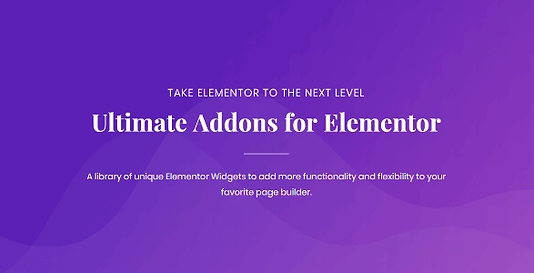 TAKE ELEMENTOR TO THE NEXT LEVEL
Ultimate Addons for Elementor
A library of unique Elementor Widgets to add more functionality and flexibility to your
favorite page builder.